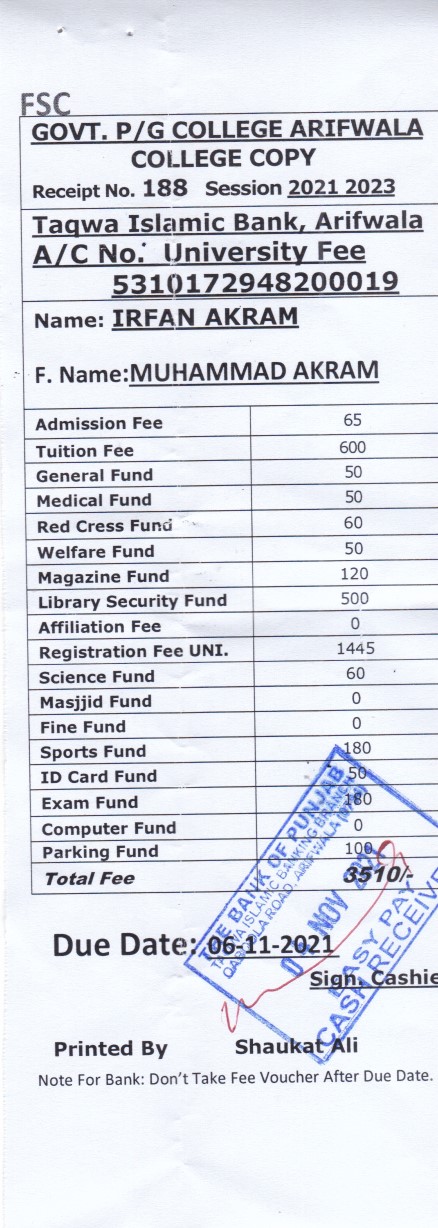 FSC
GOVT. P/G COLLEGE ARIFWALA
COLLEGE COPY
Receipt No. 188 Session 2021 2023
Taqwa Islamic Bank, Arifwala
A/C No. University Fee
5310172948200019
Name: IRFAN AKRAM
F. Name:MUHAMMAD AKRAM
Admission Fee 65
Tuition Fee 600
General Fund 50
Medical Fund 50
Red Cress Fund 60
Welfare Fund 50
Magazine Fund 120
Library Security Fund 500
Affiliation Fee 0
Registration Fee UNI. 1445
Science Fund 60
Masjjid Fund 0
Fine Fund 0
Sports Fund 180
ID Card Fund 50
Exam Fund 180
Computer Fund 0
Parking Fund 100
Total Fee 3510/-
THE BANK OF PUNJAB
TAQWA ISLAMIC BANKING BRANCH
QABOOLA ROAD, ARIFWALA
NOV
EASY PAY
CASH RECEIVE
Due Date: 06-11-2021
Sign. Cashie
Printed By Shaukat Ali
Note For Bank: Don't Take Fee Voucher After Due Date.